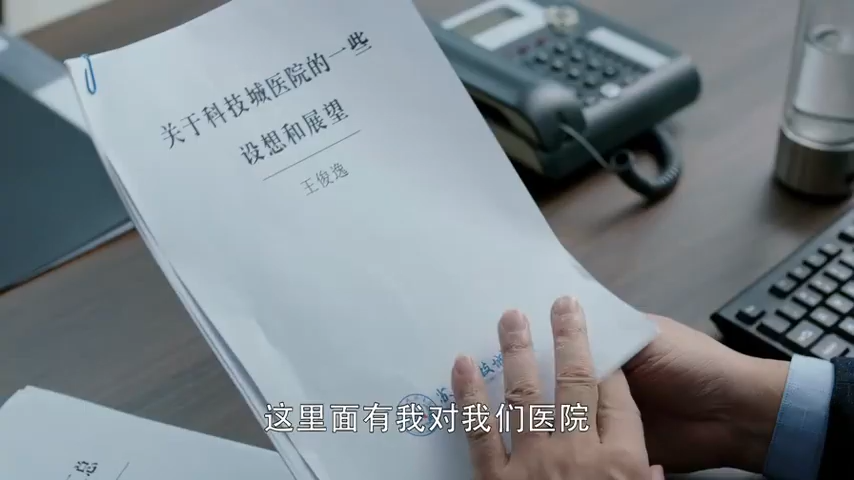 关于科技城医院的一些
设想和展望
王俊逸
这里面有我对我们医院